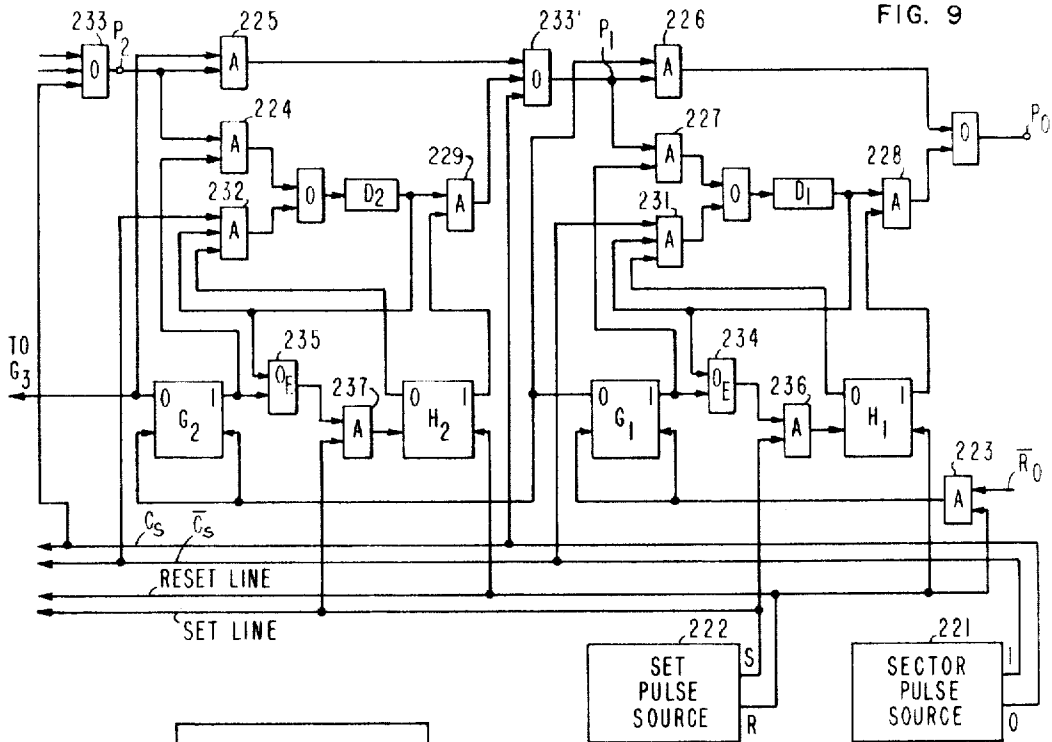 FIG. 9
233 P2 225 233' P1 226
O A O A
224 227
A A O P0
232 O D2 229 A 231 O D1 228 A
A A
TO G3
235 OE 234 OE
237 A 236 A
0 G2 1 0 H2 1 0 G1 1 0 H1 1
223 A R̅0
Cs C̅s
RESET LINE
SET LINE
222 221
SET PULSE SOURCE S R
SECTOR PULSE SOURCE 1 0